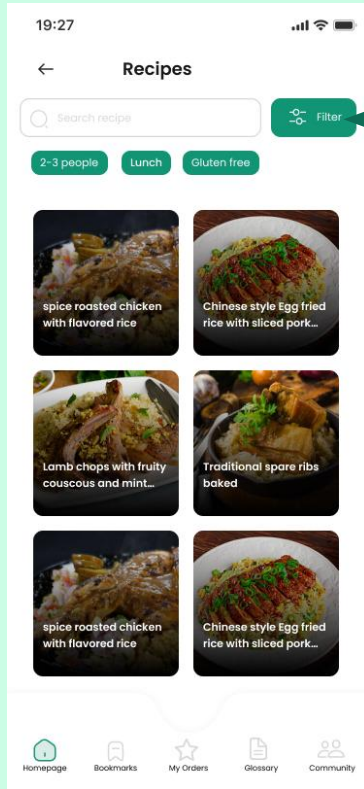 19:27
Recipes
Search recipe
Filter
2-3 people
Lunch
Gluten free
spice roasted chicken
with flavored rice
Chinese style Egg fried
rice with sliced pork...
Lamb chops with fruity
couscous and mint...
Traditional spare ribs
baked
spice roasted chicken
with flavored rice
Chinese style Egg fried
rice with sliced pork...
Homepage
Bookmarks
My Orders
Glossary
Community